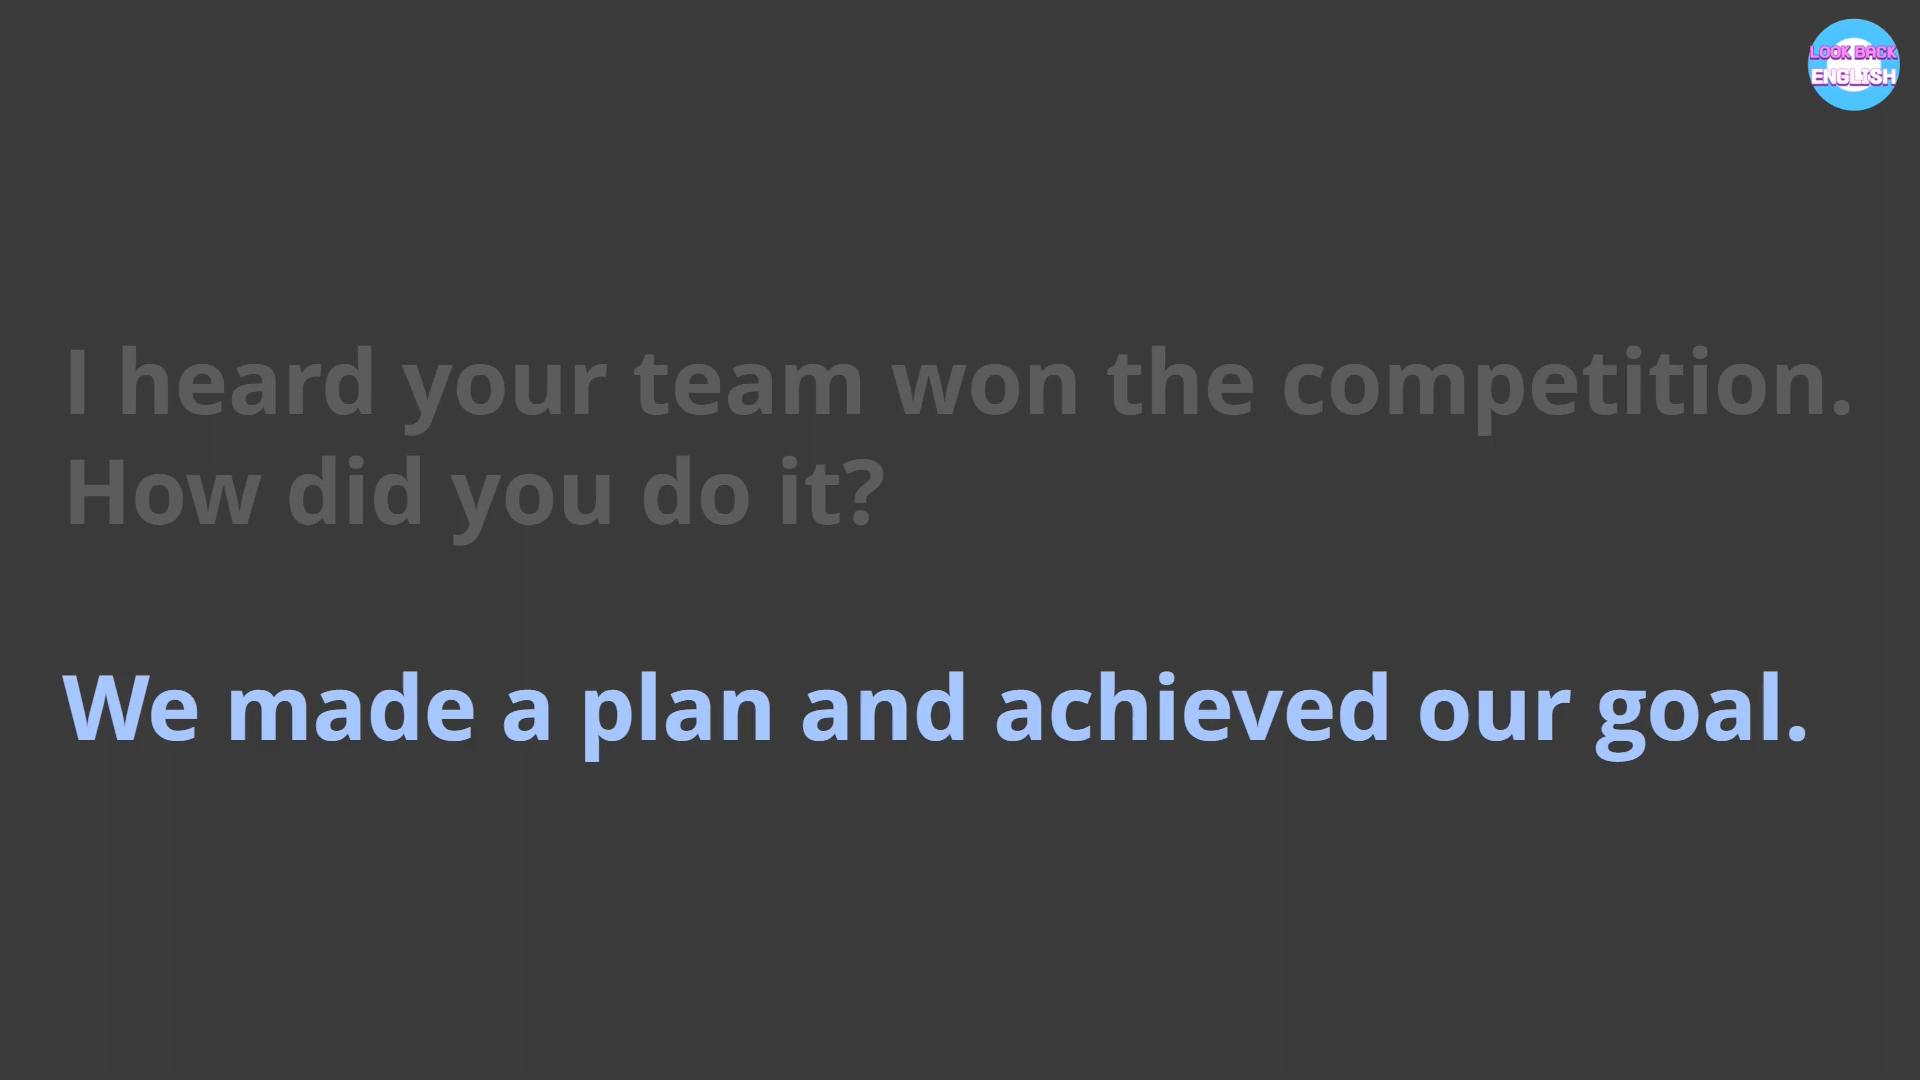 LOOK BACK
ENGLISH
I heard your team won the competition.
How did you do it?
We made a plan and achieved our goal.